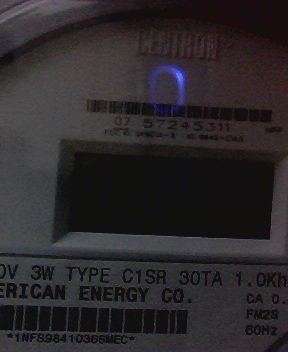 CENTRON
07 57245311
0V 3W TYPE C1SR 30TA 1.0Kh
ERICAN ENERGY CO.
CA 0.
FM2S
60Hz
*1NFS98410366MEC*